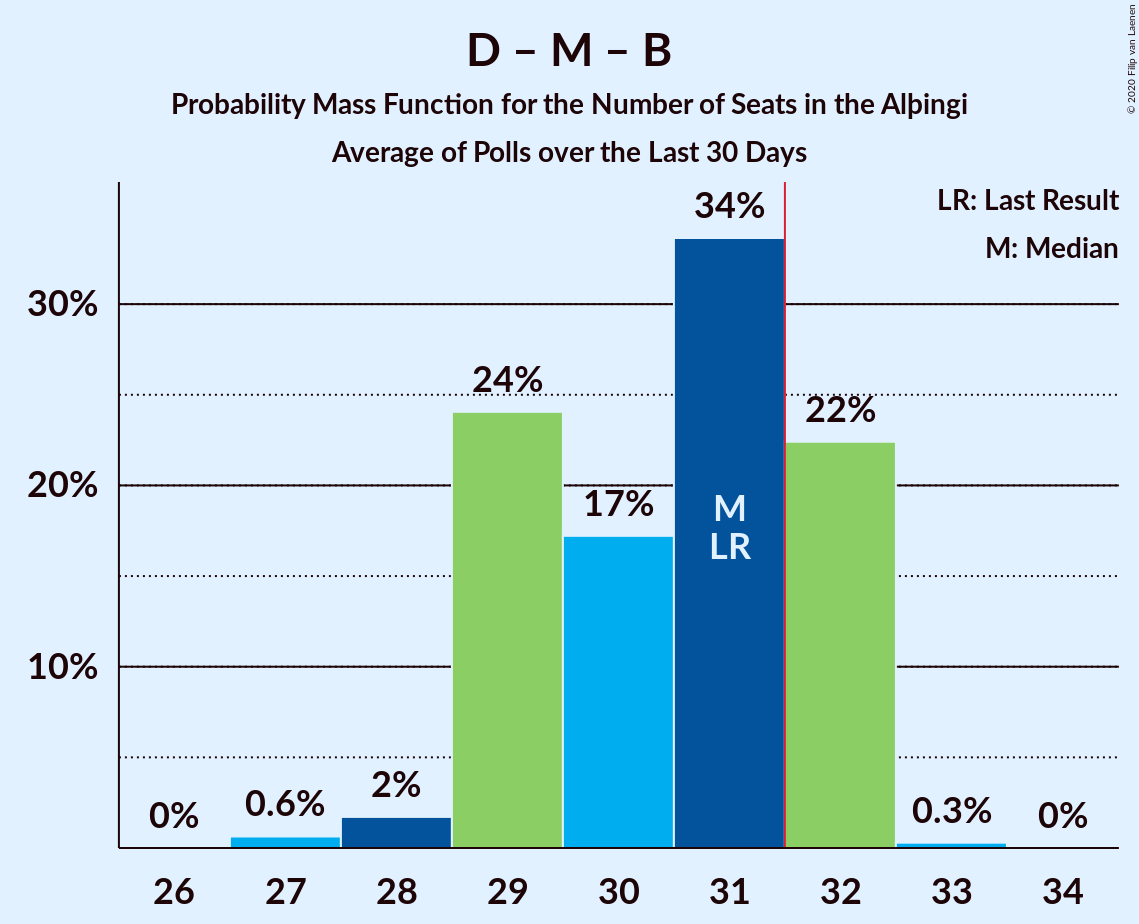 D – M – B
Probability Mass Function for the Number of Seats in the Alþingi
Average of Polls over the Last 30 Days
© 2020 Filip van Laenen
LR: Last Result
M: Median
34%
30%
24%
22%
20%
17%
M
LR
10%
2%
0.6%
0.3%
0%
0%
26 27 28 29 30 31 32 33 34